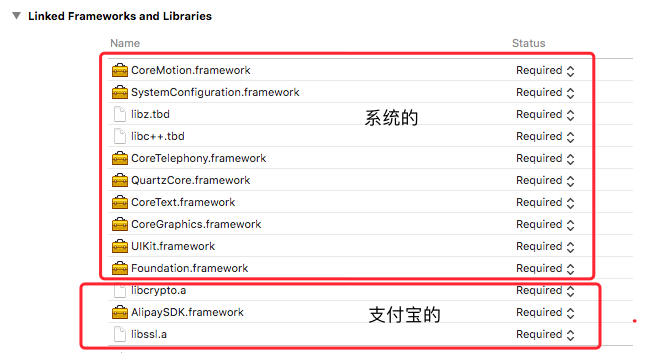 Linked Frameworks and Libraries
Name Status
CoreMotion.framework Required
SystemConfiguration.framework Required
libz.tbd 系统的 Required
libc++.tbd Required
CoreTelephony.framework Required
QuartzCore.framework Required
CoreText.framework Required
CoreGraphics.framework Required
UIKit.framework Required
Foundation.framework Required
libcrypto.a Required
AlipaySDK.framework 支付宝的 Required
libssl.a Required